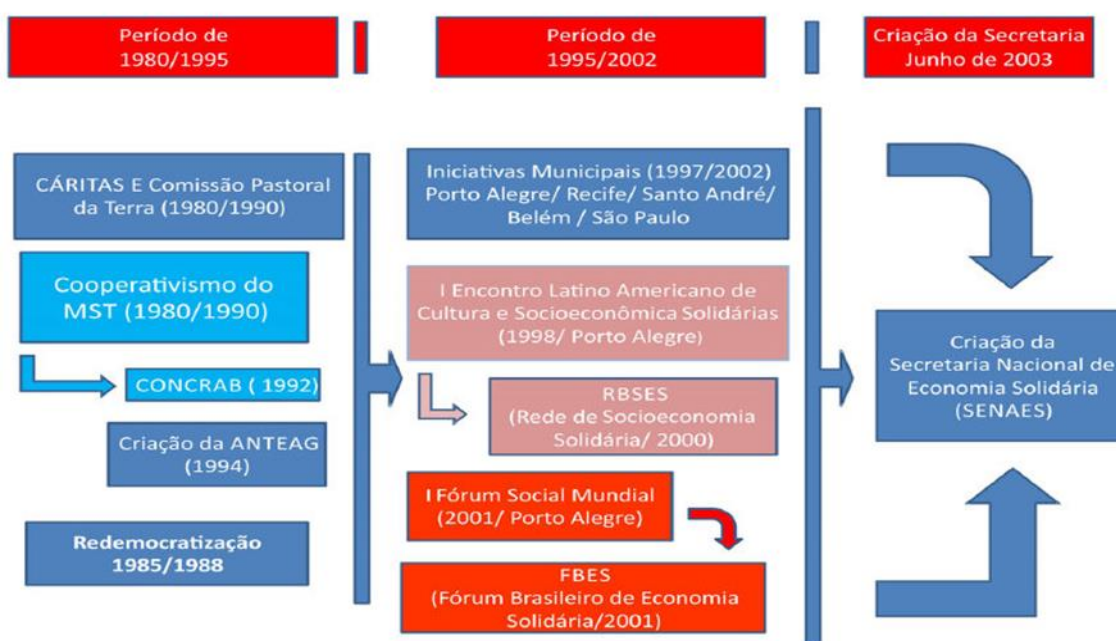 Período de
1980/1995
Período de
1995/2002
Criação da Secretaria
Junho de 2003
CÁRITAS E Comissão Pastoral
da Terra (1980/1990)
Cooperativismo do
MST (1980/1990)
CONCRAB ( 1992)
Criação da ANTEAG
(1994)
Redemocratização
1985/1988
Iniciativas Municipais (1997/2002)
Porto Alegre/ Recife/ Santo André/
Belém / São Paulo
I Encontro Latino Americano de
Cultura e Socioeconômica Solidárias
(1998/ Porto Alegre)
RBSES
(Rede de Socioeconomia
Solidária/ 2000)
I Fórum Social Mundial
(2001/ Porto Alegre)
FBES
(Fórum Brasileiro de Economia
Solidária/2001)
Criação da
Secretaria Nacional de
Economia Solidária
(SENAES)